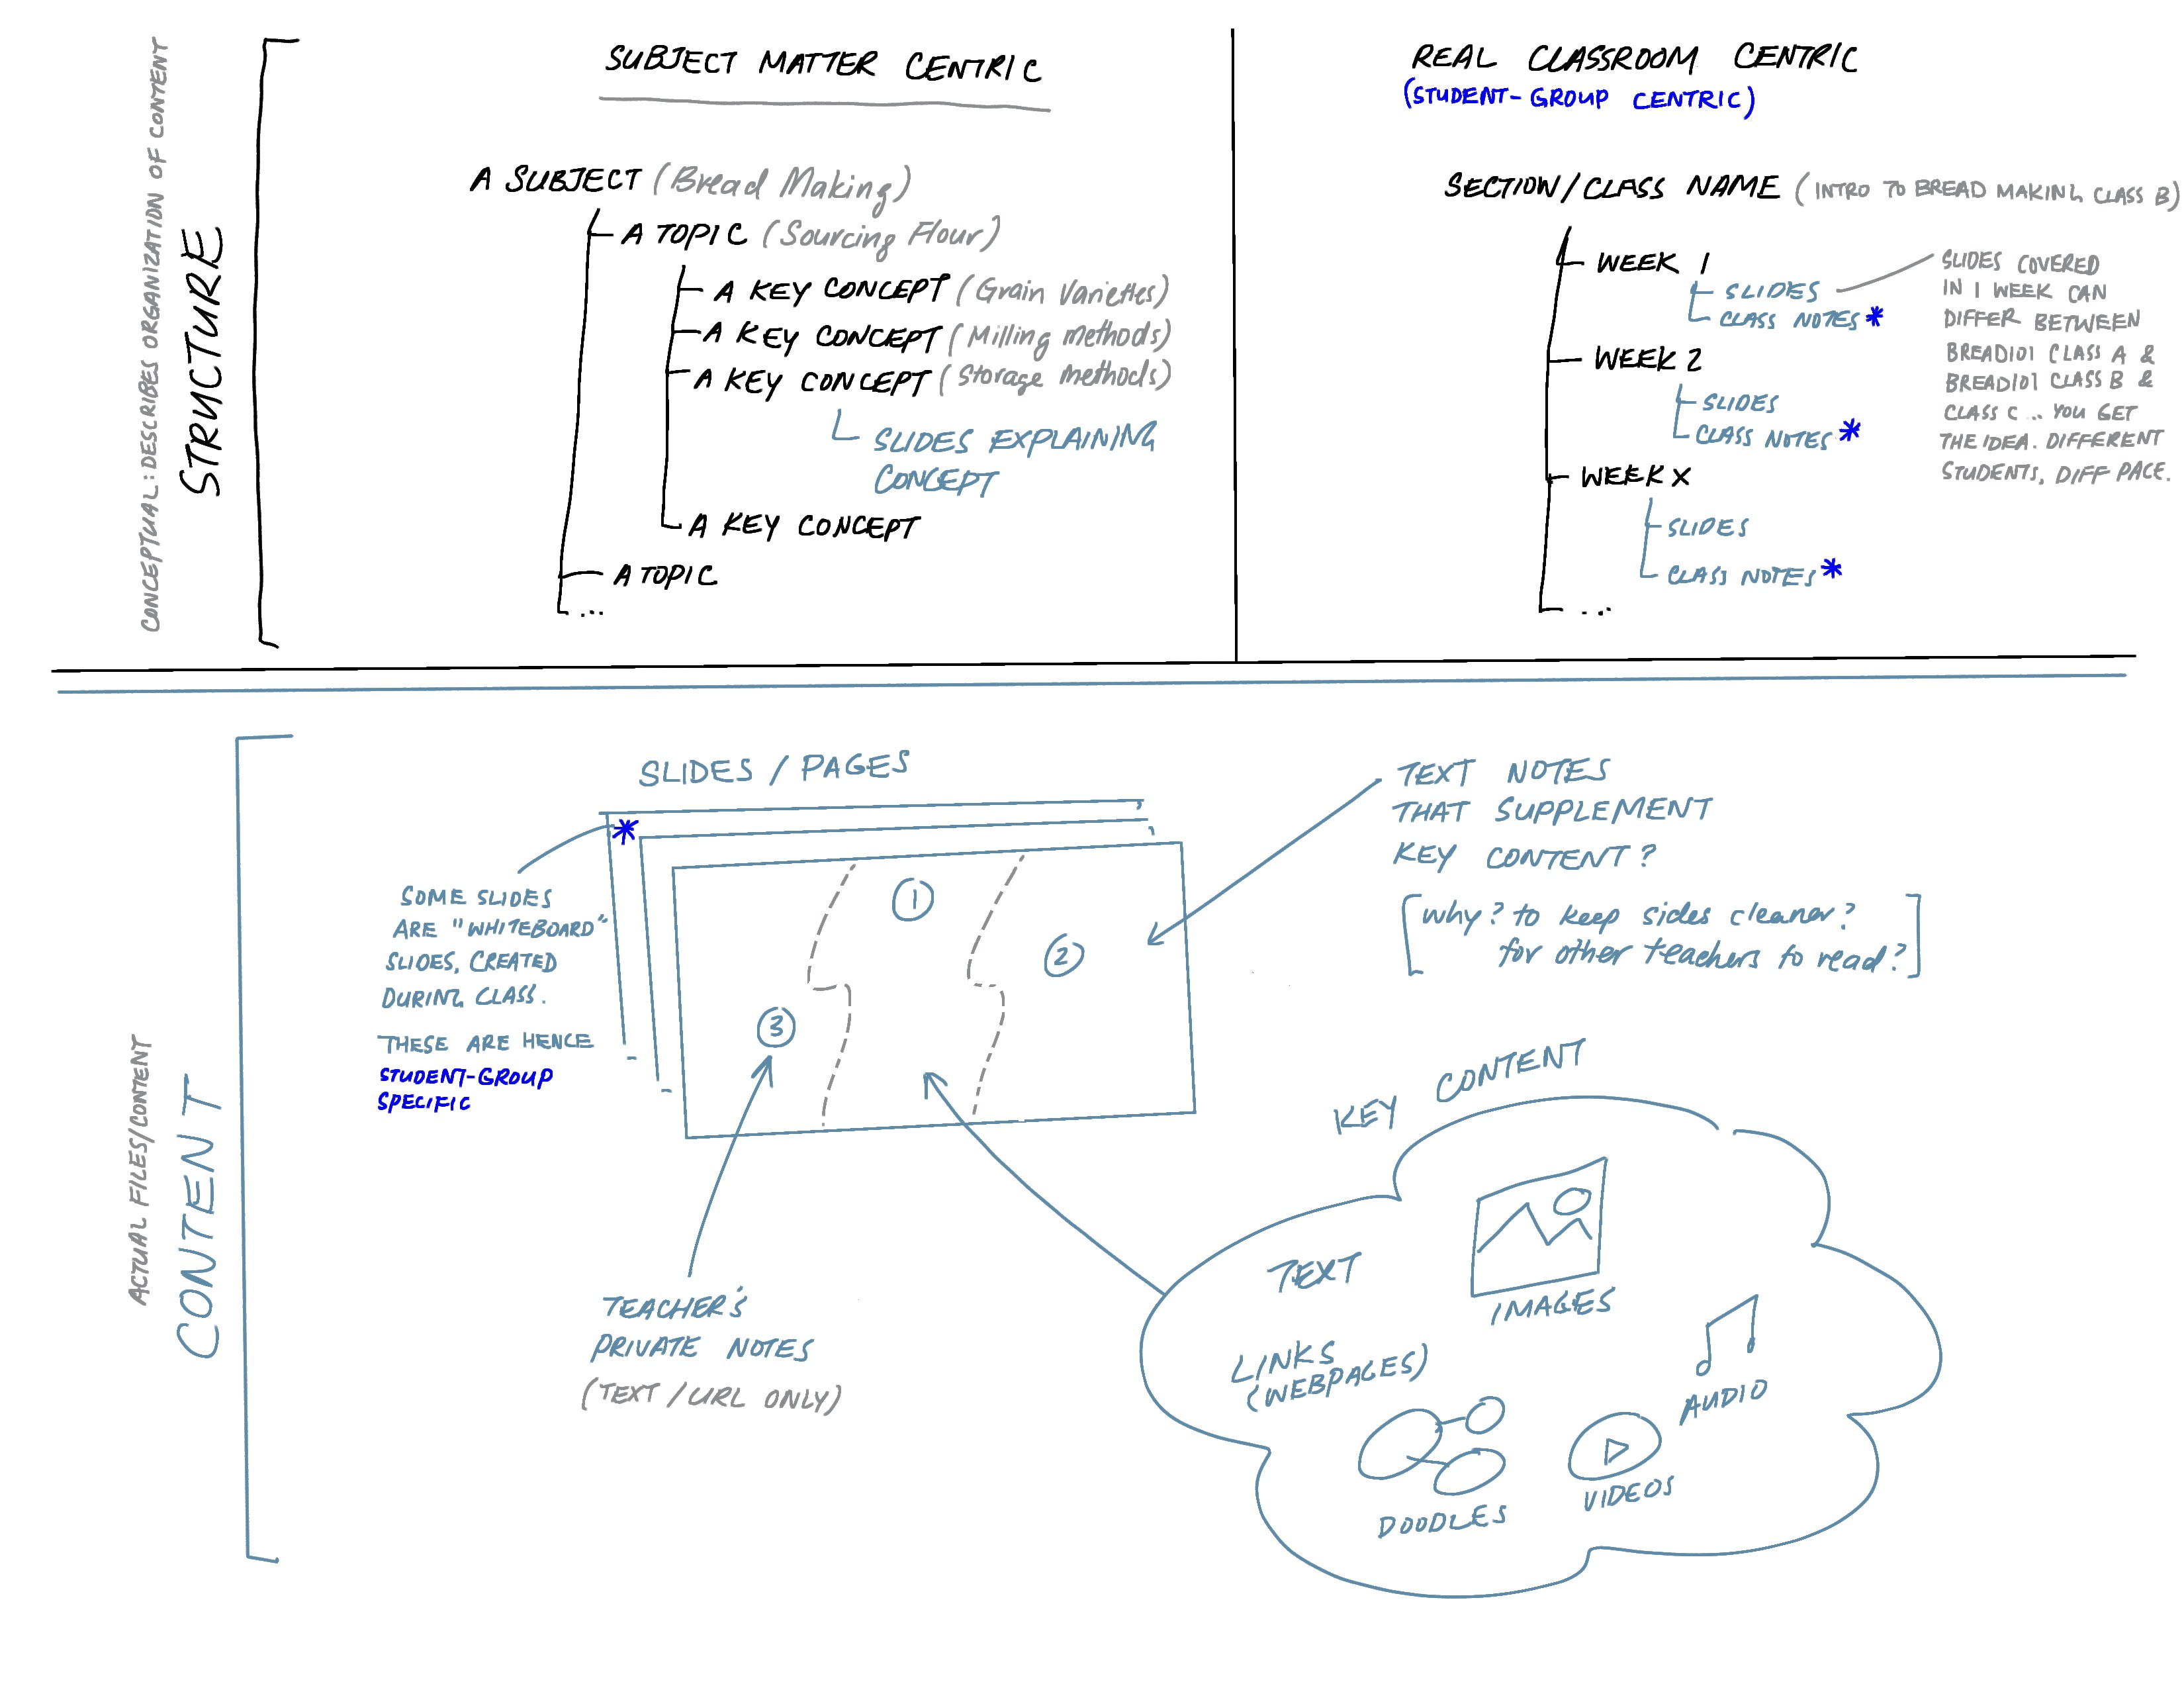 CONCEPTUAL: DESCRIBES ORGANIZATION OF CONTENT
STRUCTURE
SUBJECT MATTER CENTRIC
A SUBJECT (Bread Making)
A TOPIC (Sourcing Flour)
A KEY CONCEPT (Grain Varieties)
A KEY CONCEPT (Milling Methods)
A KEY CONCEPT (Storage Methods)
SLIDES EXPLAINING
CONCEPT
A KEY CONCEPT
A TOPIC
...
REAL CLASSROOM CENTRIC
(STUDENT-GROUP CENTRIC)
SECTION/CLASS NAME (INTRO TO BREAD MAKING CLASS B)
WEEK 1
SLIDES
CLASS NOTES *
WEEK 2
SLIDES
CLASS NOTES *
WEEK X
SLIDES
CLASS NOTES *
...
SLIDES COVERED
IN 1 WEEK CAN
DIFFER BETWEEN
BREAD101 CLASS A &
BREAD101 CLASS B &
CLASS C .. YOU GET
THE IDEA. DIFFERENT
STUDENTS, DIFF PACE.
ACTUAL FILES/CONTENT
CONTENT
SLIDES / PAGES
*
SOME SLIDES
ARE "WHITEBOARD"
SLIDES, CREATED
DURING CLASS.
THESE ARE HENCE
STUDENT-GROUP
SPECIFIC
1
2
3
TEXT NOTES
THAT SUPPLEMENT
KEY CONTENT?
[why? to keep sides cleaner?
for other teachers to read?]
TEACHER'S
PRIVATE NOTES
(TEXT/URL ONLY)
KEY CONTENT
TEXT
IMAGES
LINKS
(WEBPAGES)
AUDIO
DOODLES
VIDEOS